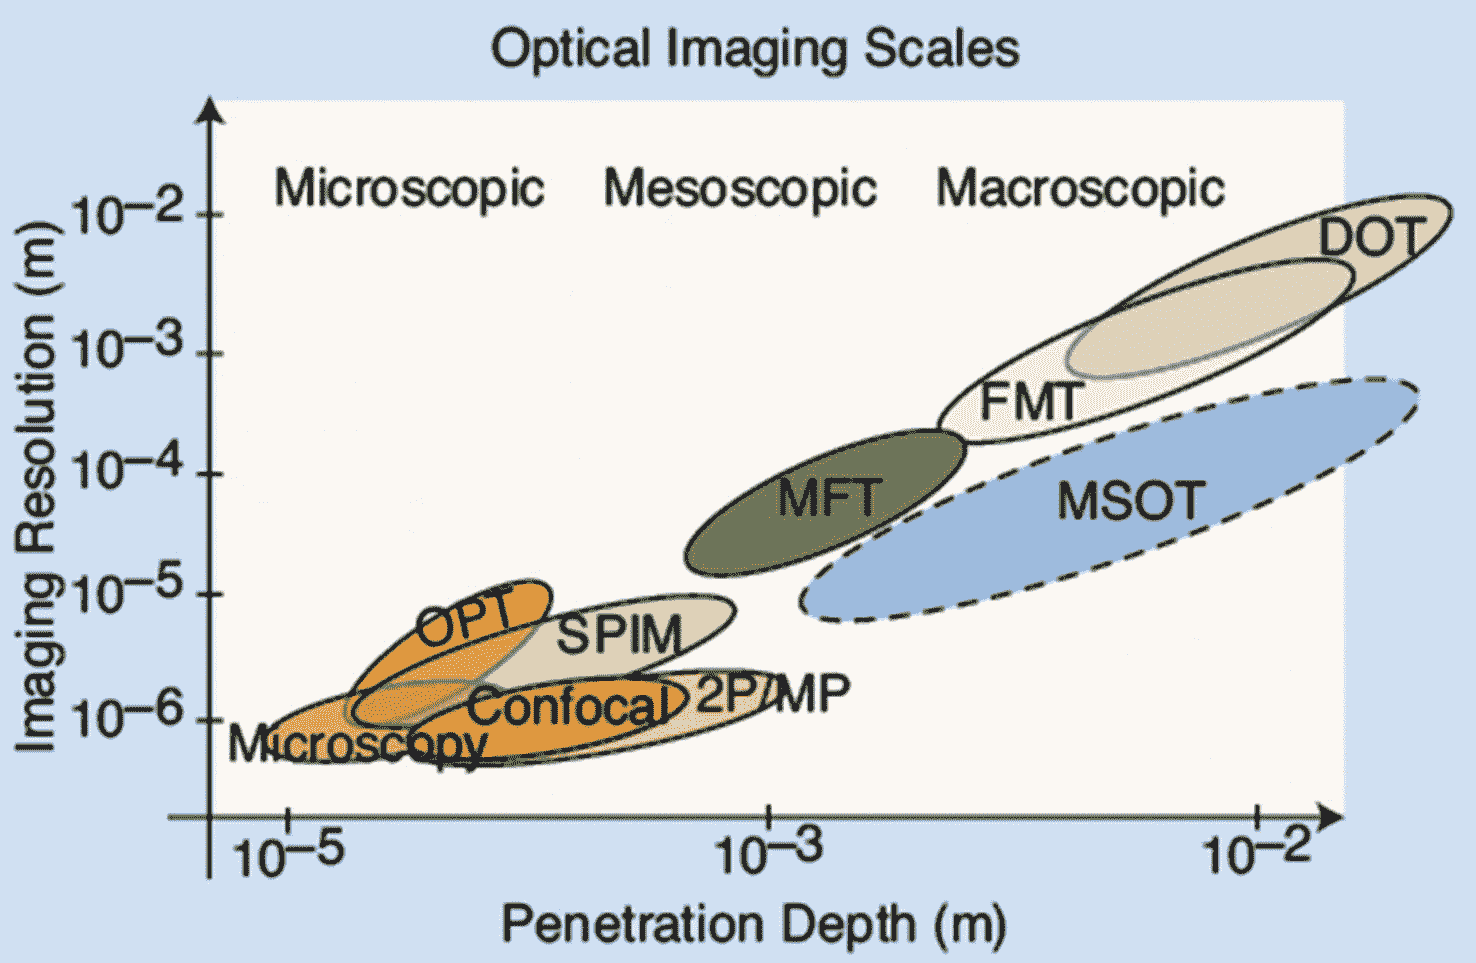 Optical Imaging Scales
Microscopic Mesoscopic Macroscopic
Imaging Resolution (m)
10–2
10–3
10–4
10–5
10–6
DOT
FMT
MFT
MSOT
OPT
SPIM
Confocal
2P/MP
Microscopy
10–5 10–3 10–2
Penetration Depth (m)